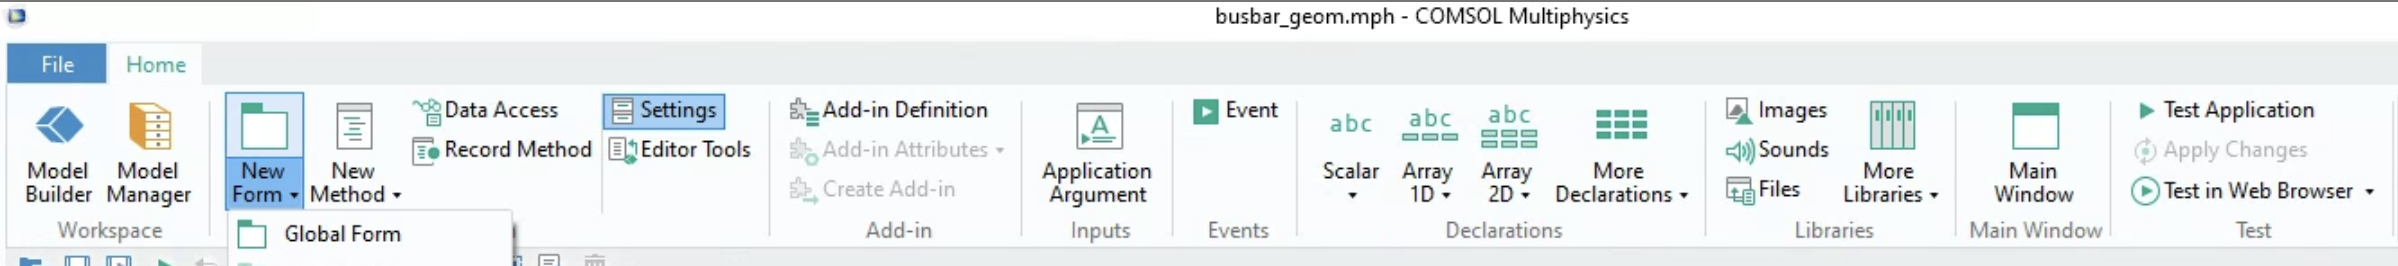 busbar_geom.mph - COMSOL Multiphysics
File Home
Model Builder
Model Manager
New Form
New Method
Data Access
Record Method
Settings
Editor Tools
Add-in Definition
Add-in Attributes
Create Add-in
Application Argument
Event
abc
Scalar
abc
Array 1D
abc
Array 2D
More Declarations
Images
Sounds
Files
More Libraries
Main Window
Test Application
Apply Changes
Test in Web Browser
Workspace
Add-in
Inputs
Events
Declarations
Libraries
Main Window
Test
Global Form